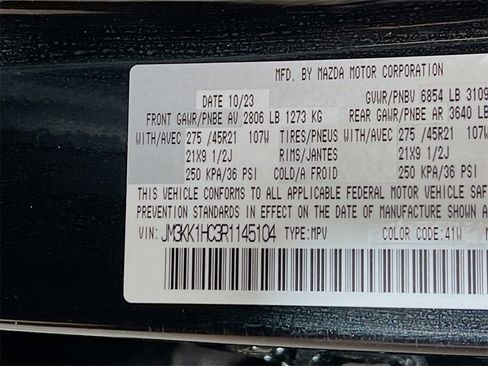 MFD. BY MAZDA MOTOR CORPORATION
DATE 10/23 GVWR/PNBV 6854 LB 3109
FRONT GAWR/PNBE AV 2806 LB 1273 KG REAR GAWR/PNBE AR 3640 LB
WITH/AVEC 275 /45R21 107W TIRES/PNEUS 275 /45R21 107W
21X9 1/2J RIMS/JANTES 21X9 1/2J
250 KPA/36 PSI COLD/A FROID 250 KPA/36 PSI
THIS VEHICLE CONFORMS TO ALL APPLICABLE FEDERAL MOTOR VEHICLE
PREVENTION STANDARDS IN EFFECT ON THE DATE OF MANUFACTURE SHOWN
VIN: JM3KK1HC3R1145104 TYPE:MPV COLOR CODE:41W